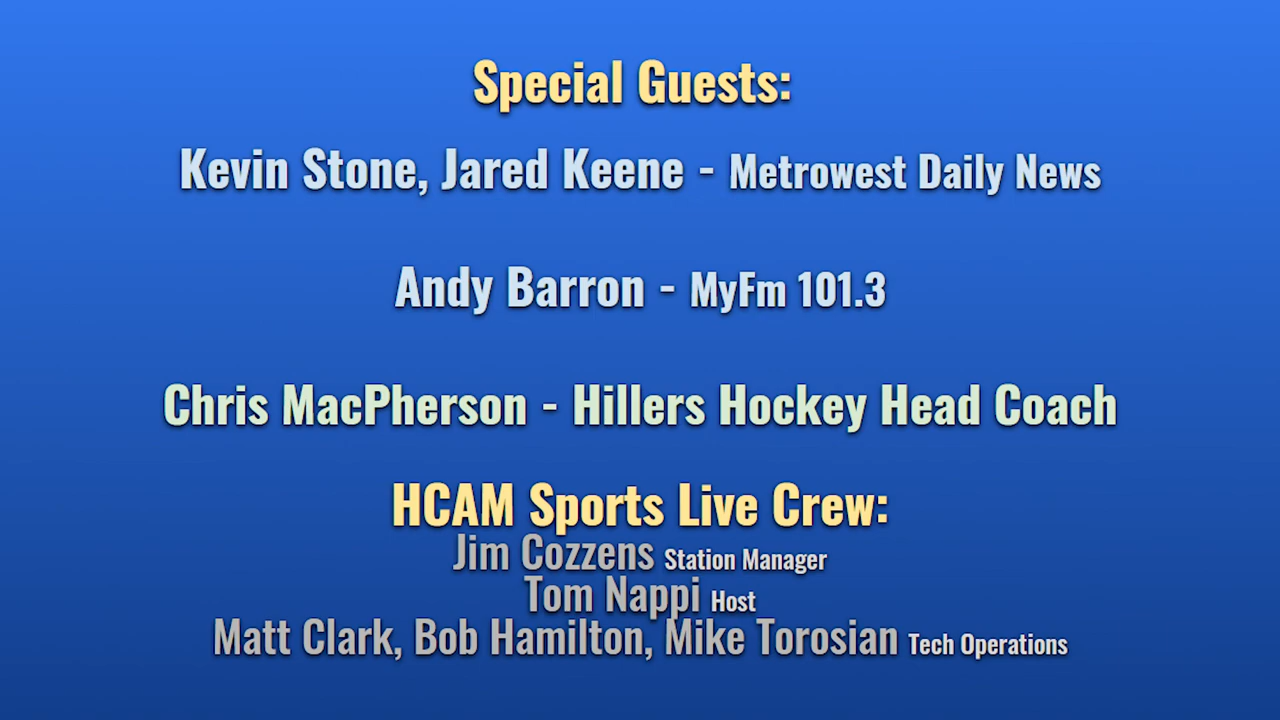 Special Guests:
Kevin Stone, Jared Keene - Metrowest Daily News
Andy Barron - MyFm 101.3
Chris MacPherson - Hillers Hockey Head Coach
HCAM Sports Live Crew:
Jim Cozzens Station Manager
Tom Nappi Host
Matt Clark, Bob Hamilton, Mike Torosian Tech Operations